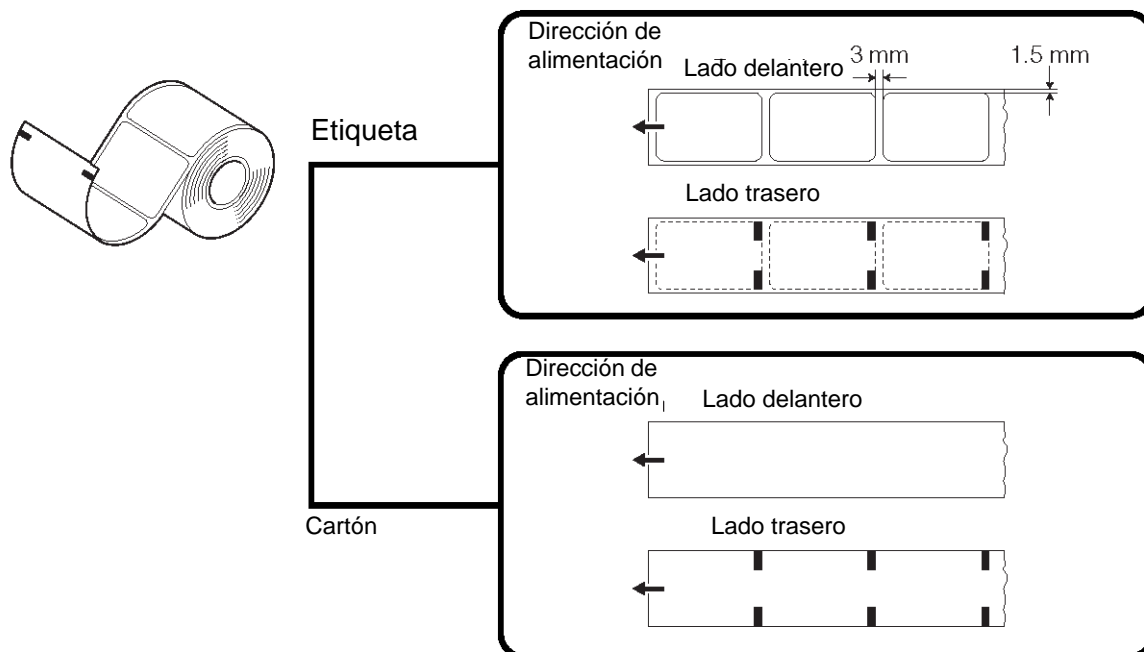 Dirección de
alimentación
Lado delantero
3 mm
1.5 mm
Etiqueta
Lado trasero
Dirección de
alimentación
Lado delantero
Cartón
Lado trasero